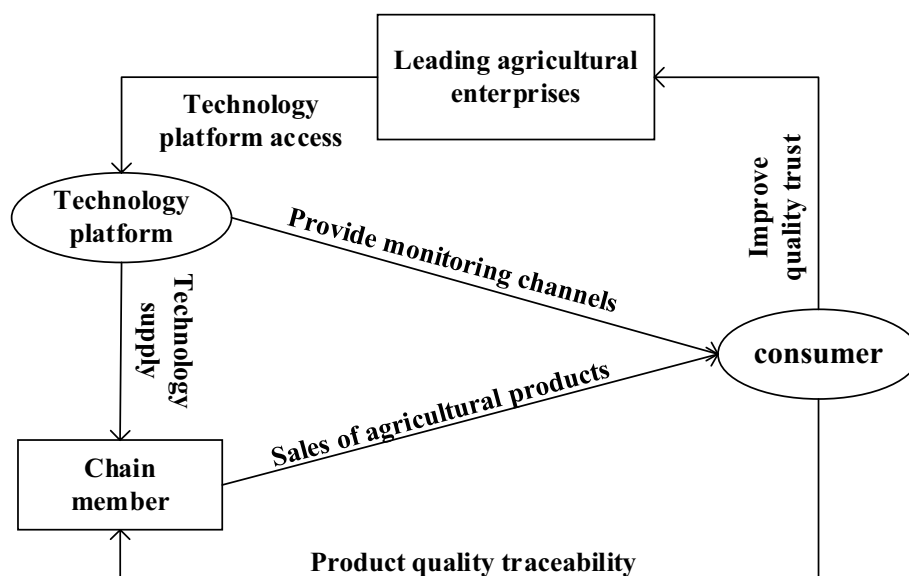 Leading agricultural
enterprises
Technology
platform access
Technology
platform
Provide monitoring channels
Improve
quality trust
Technology
supply
consumer
Sales of agricultural products
Chain
member
Product quality traceability